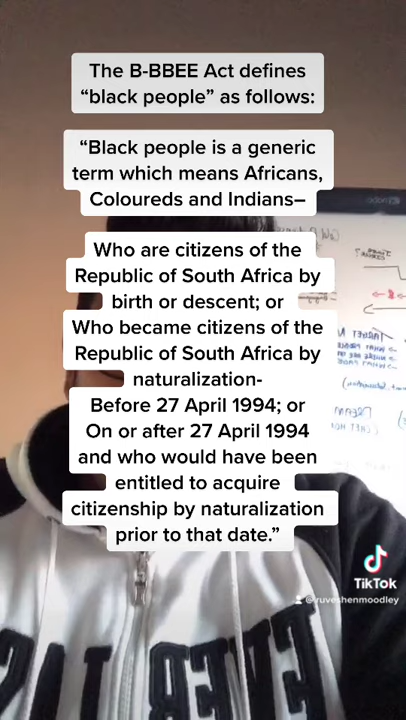 The B-BBEE Act defines
“black people” as follows:
“Black people is a generic
term which means Africans,
Coloureds and Indians–
Who are citizens of the
Republic of South Africa by
birth or descent; or
Who became citizens of the
Republic of South Africa by
naturalization-
Before 27 April 1994; or
On or after 27 April 1994
and who would have been
entitled to acquire
citizenship by naturalization
prior to that date.”
TARGET
DREAM
TikTok
@ruveshenmoodley